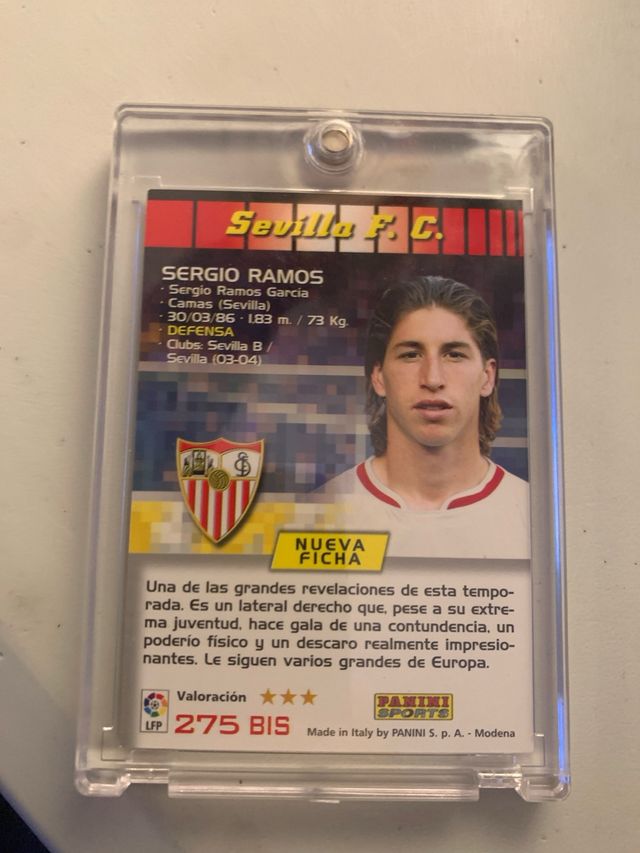 Sevilla F. C.
SERGIO RAMOS
· Sergio Ramos García
· Camas (Sevilla)
· 30/03/86 · 1,83 m. / 73 Kg.
· DEFENSA
· Clubs: Sevilla B /
Sevilla (03-04)
NUEVA
FICHA
Una de las grandes revelaciones de esta tempo-
rada. Es un lateral derecho que, pese a su extre-
ma juventud, hace gala de una contundencia, un
poderío físico y un descaro realmente impresio-
nantes. Le siguen varios grandes de Europa.
Valoración
LFP
275 BIS
PANINI
SPORTS
Made in Italy by PANINI S. p. A. - Modena